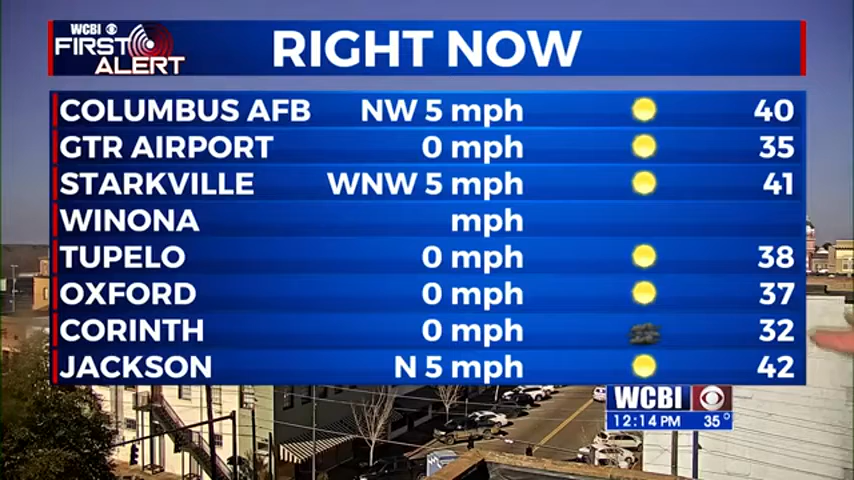 WCBI
FIRST
ALERT
RIGHT NOW
COLUMBUS AFB NW 5 mph 40
GTR AIRPORT 0 mph 35
STARKVILLE WNW 5 mph 41
WINONA mph
TUPELO 0 mph 38
OXFORD 0 mph 37
CORINTH 0 mph 32
JACKSON N 5 mph 42
WCBI
12:14 PM 35°